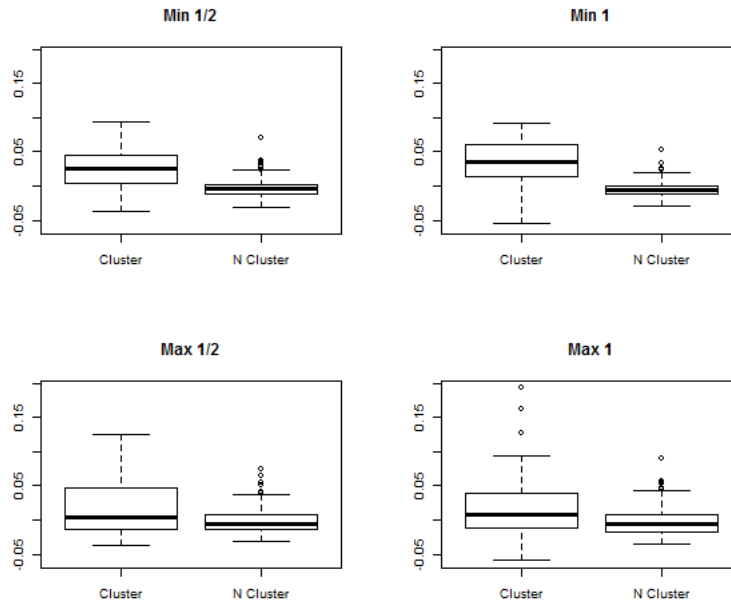 Min 1/2
0.15
0.05
-0.05
Cluster
N Cluster
Min 1
0.15
0.05
-0.05
Cluster
N Cluster
Max 1/2
0.15
0.05
-0.05
Cluster
N Cluster
Max 1
0.15
0.05
-0.05
Cluster
N Cluster